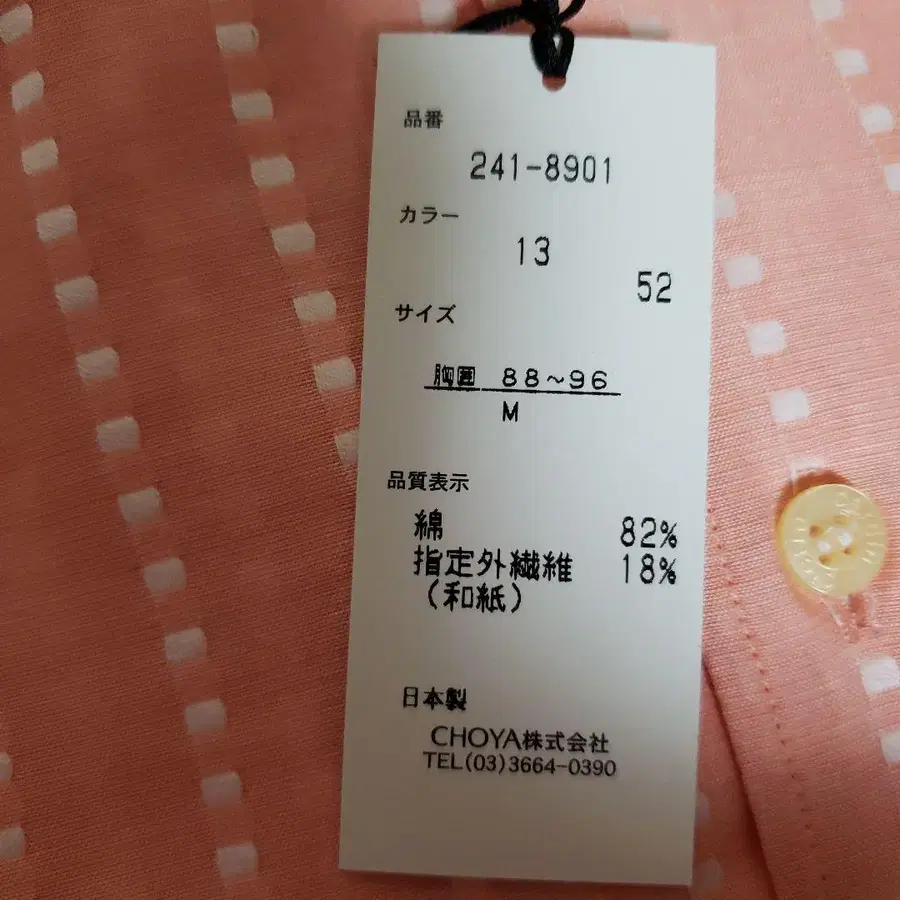 品番
241-8901
カラー
13
52
サイズ
胸囲 88~96
M
品質表示
綿 82%
指定外繊維 18%
(和紙)
日本製
CHOYA株式会社
TEL(03)3664-0390